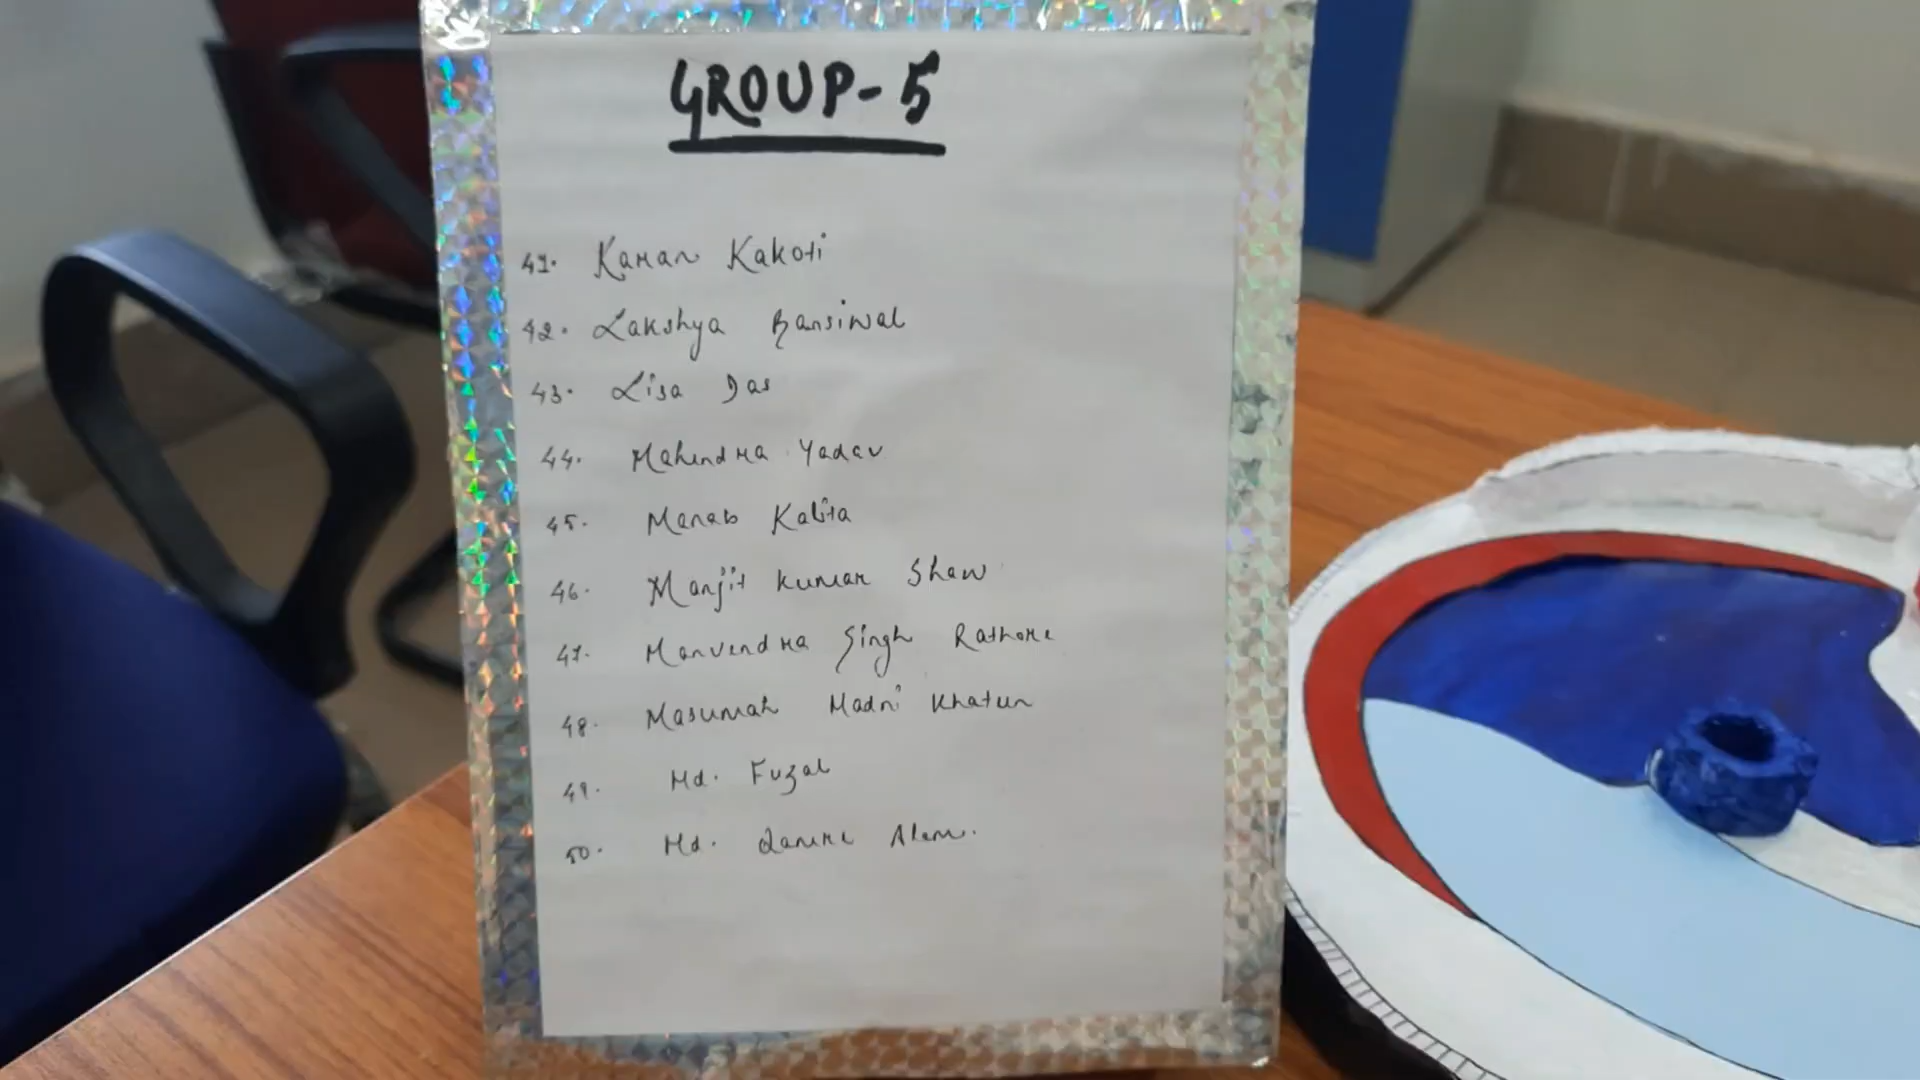 GROUP-5
41. Karan Kakoti
42. Lakshya Bansiwal
43. Lisa Das
44. Mahendra Yadav
45. Manab Kalita
46. Manjit Kumar Shaw
47. Manvendra Singh Rathore
48. Masumah Madni Khatun
49. Md. Fuzal
50. Md. Alam.